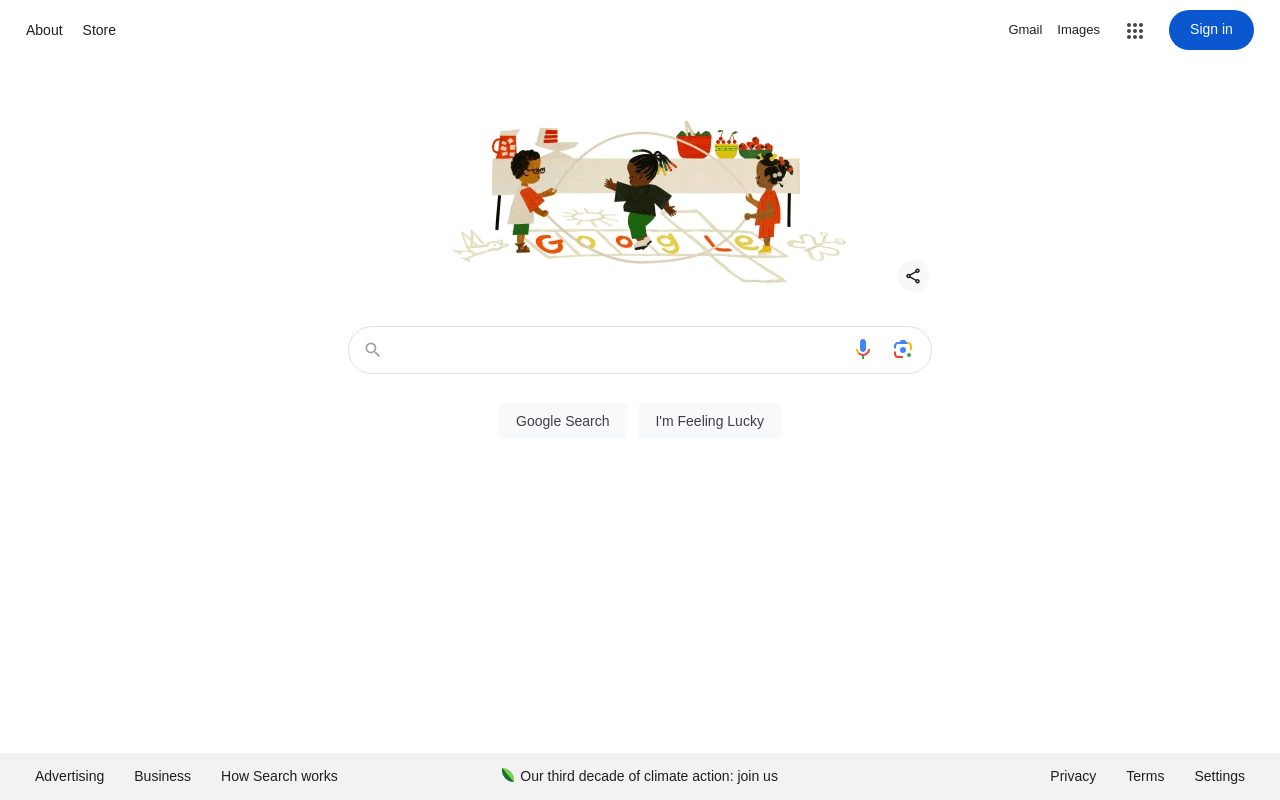 About Store
Gmail Images Sign in
Google
Google Search I'm Feeling Lucky
Advertising Business How Search works
Our third decade of climate action: join us
Privacy Terms Settings